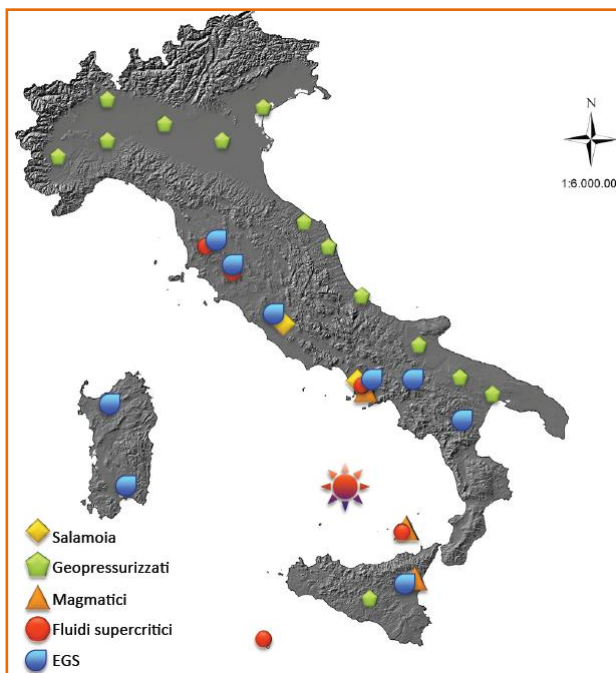 N
1:6.000.00
Salamoia
Geopressurizzati
Magmatici
Fluidi supercritici
EGS